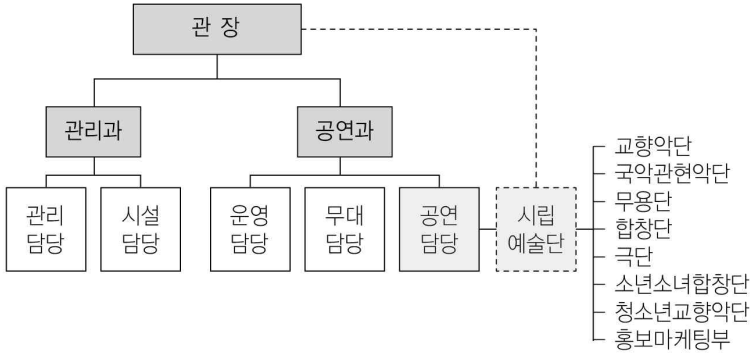 관 장
관리과
공연과
관리
담당
시설
담당
운영
담당
무대
담당
공연
담당
시립
예술단
교향악단
국악관현악단
무용단
합창단
극단
소년소녀합창단
청소년교향악단
홍보마케팅부